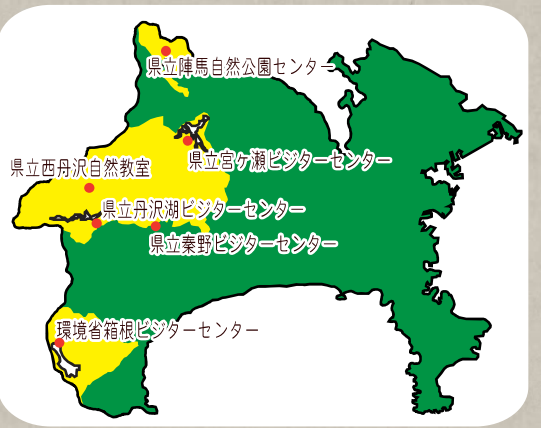 県立陣馬自然公園センター
県立宮ケ瀬ビジターセンター
県立西丹沢自然教室
県立丹沢湖ビジターセンター
県立秦野ビジターセンター
環境省箱根ビジターセンター